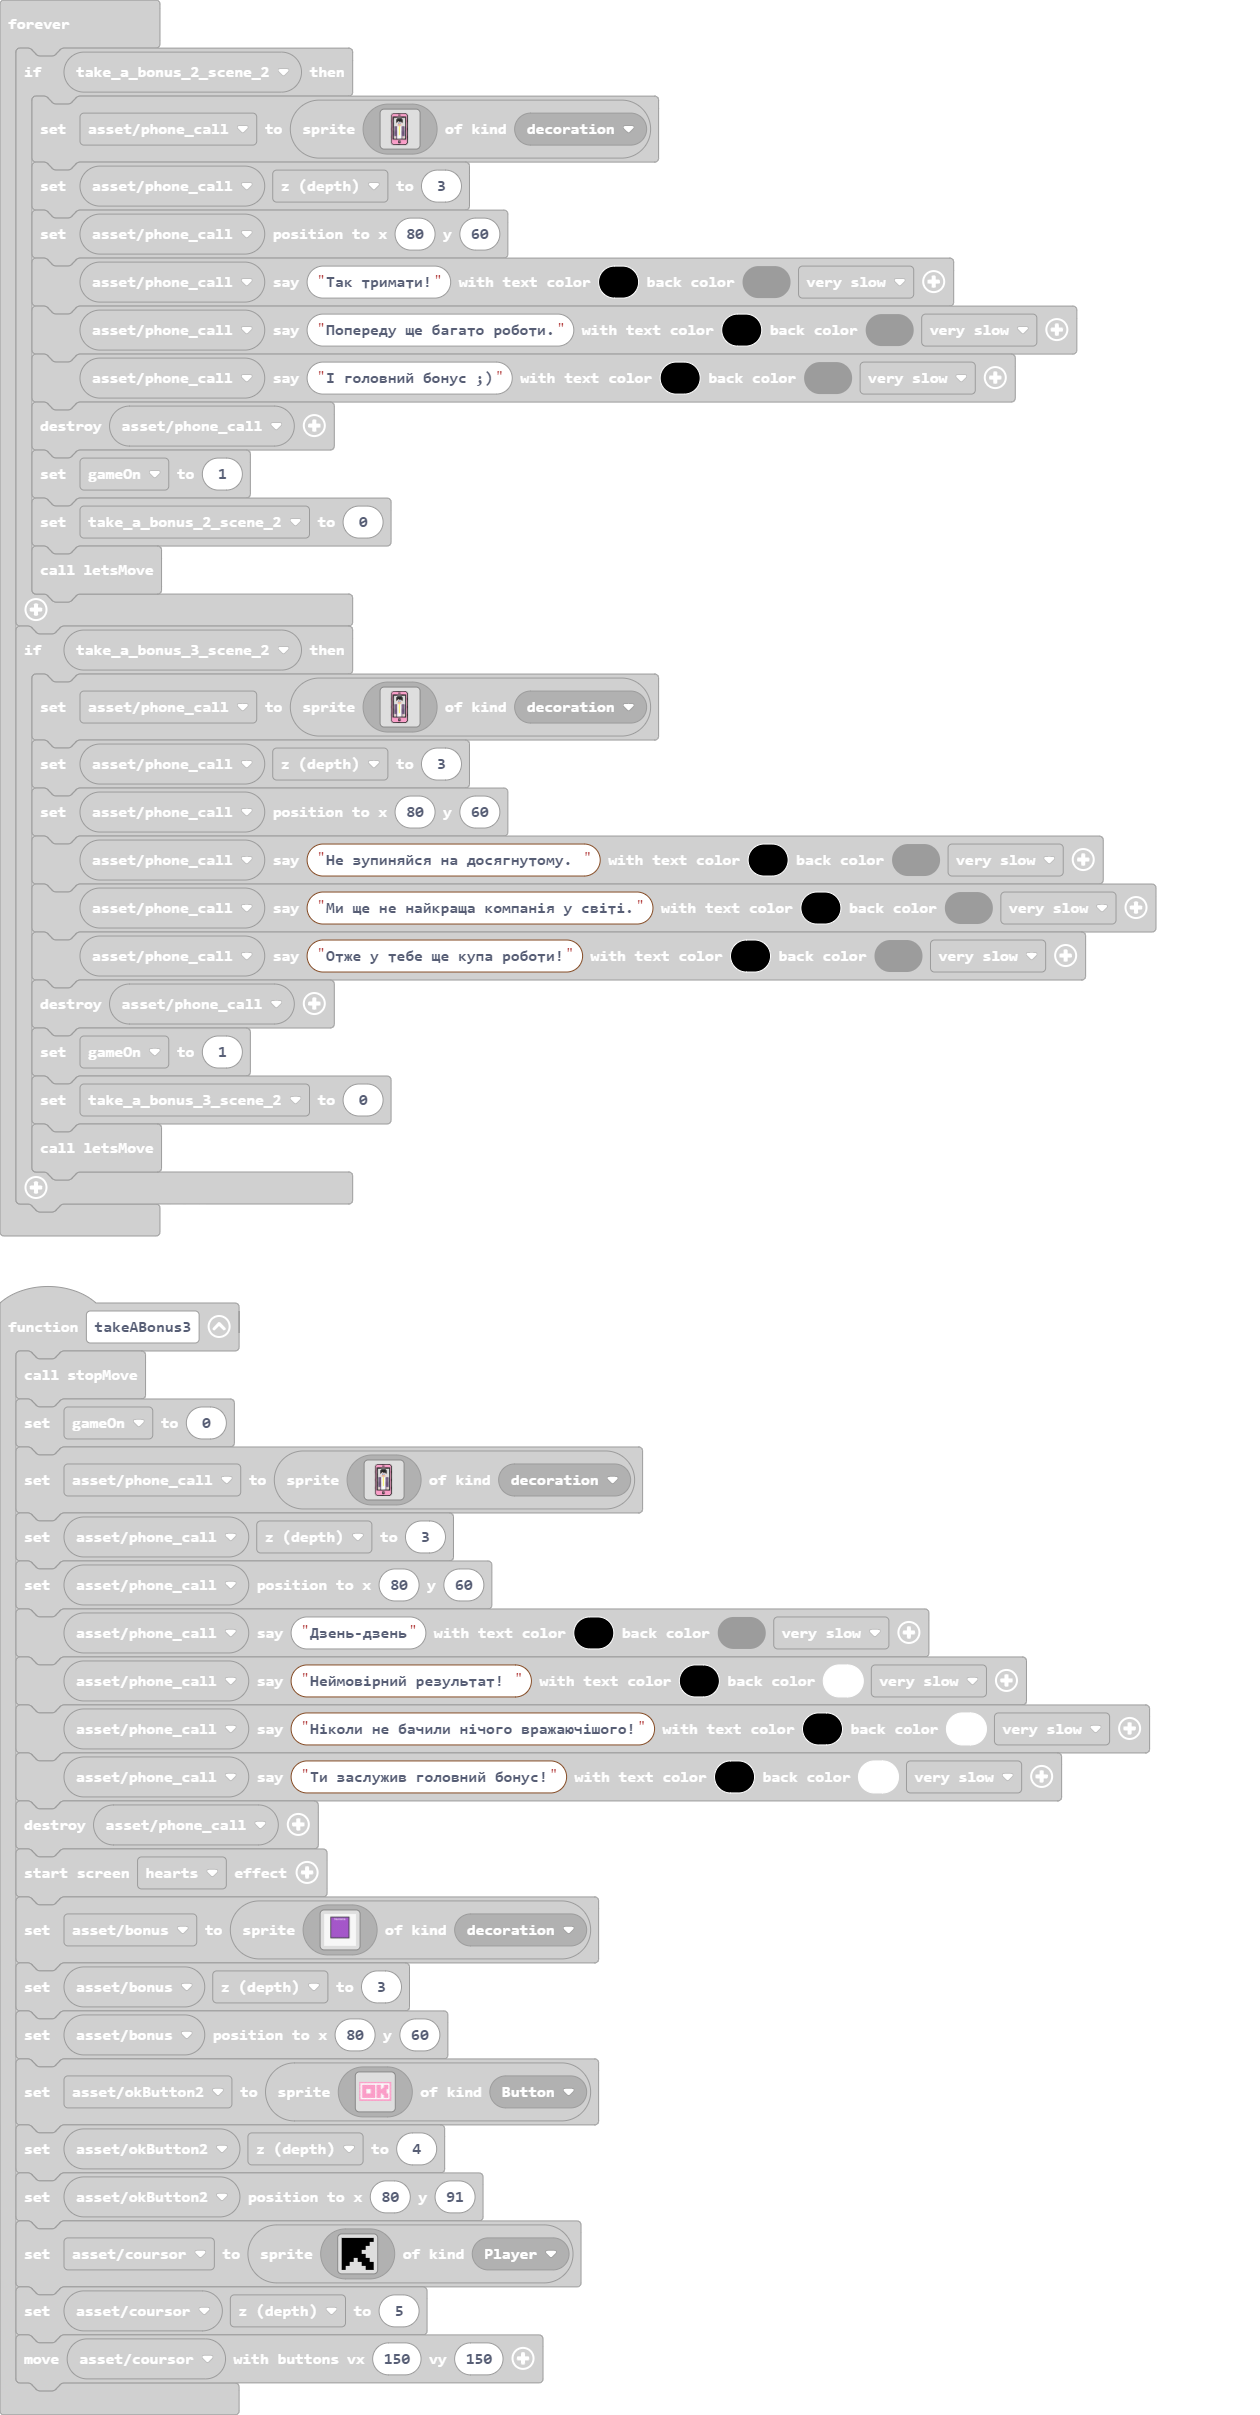 forever
if take_a_bonus_2_scene_2 then
set asset/phone_call to sprite of kind decoration
set asset/phone_call z (depth) to 3
set asset/phone_call position to x 80 y 60
asset/phone_call say "Так тримати!" with text color back color very slow
asset/phone_call say "Попереду ще багато роботи." with text color back color very slow
asset/phone_call say "І головний бонус ;)" with text color back color very slow
destroy asset/phone_call
set gameOn to 1
set take_a_bonus_2_scene_2 to 0
call letsMove
if take_a_bonus_3_scene_2 then
set asset/phone_call to sprite of kind decoration
set asset/phone_call z (depth) to 3
set asset/phone_call position to x 80 y 60
asset/phone_call say "Не зупиняйся на досягнутому. " with text color back color very slow
asset/phone_call say "Ми ще не найкраща компанія у світі." with text color back color very slow
asset/phone_call say "Отже у тебе ще купа роботи!" with text color back color very slow
destroy asset/phone_call
set gameOn to 1
set take_a_bonus_3_scene_2 to 0
call letsMove
function takeABonus3
call stopMove
set gameOn to 0
set asset/phone_call to sprite of kind decoration
set asset/phone_call z (depth) to 3
set asset/phone_call position to x 80 y 60
asset/phone_call say "Дзень-дзень" with text color back color very slow
asset/phone_call say "Неймовірний результат! " with text color back color very slow
asset/phone_call say "Ніколи не бачили нічого вражаючішого!" with text color back color very slow
asset/phone_call say "Ти заслужив головний бонус!" with text color back color very slow
destroy asset/phone_call
start screen hearts effect
set asset/bonus to sprite of kind decoration
set asset/bonus z (depth) to 3
set asset/bonus position to x 80 y 60
set asset/okButton2 to sprite OK of kind Button
set asset/okButton2 z (depth) to 4
set asset/okButton2 position to x 80 y 91
set asset/coursor to sprite of kind Player
set asset/coursor z (depth) to 5
move asset/coursor with buttons vx 150 vy 150